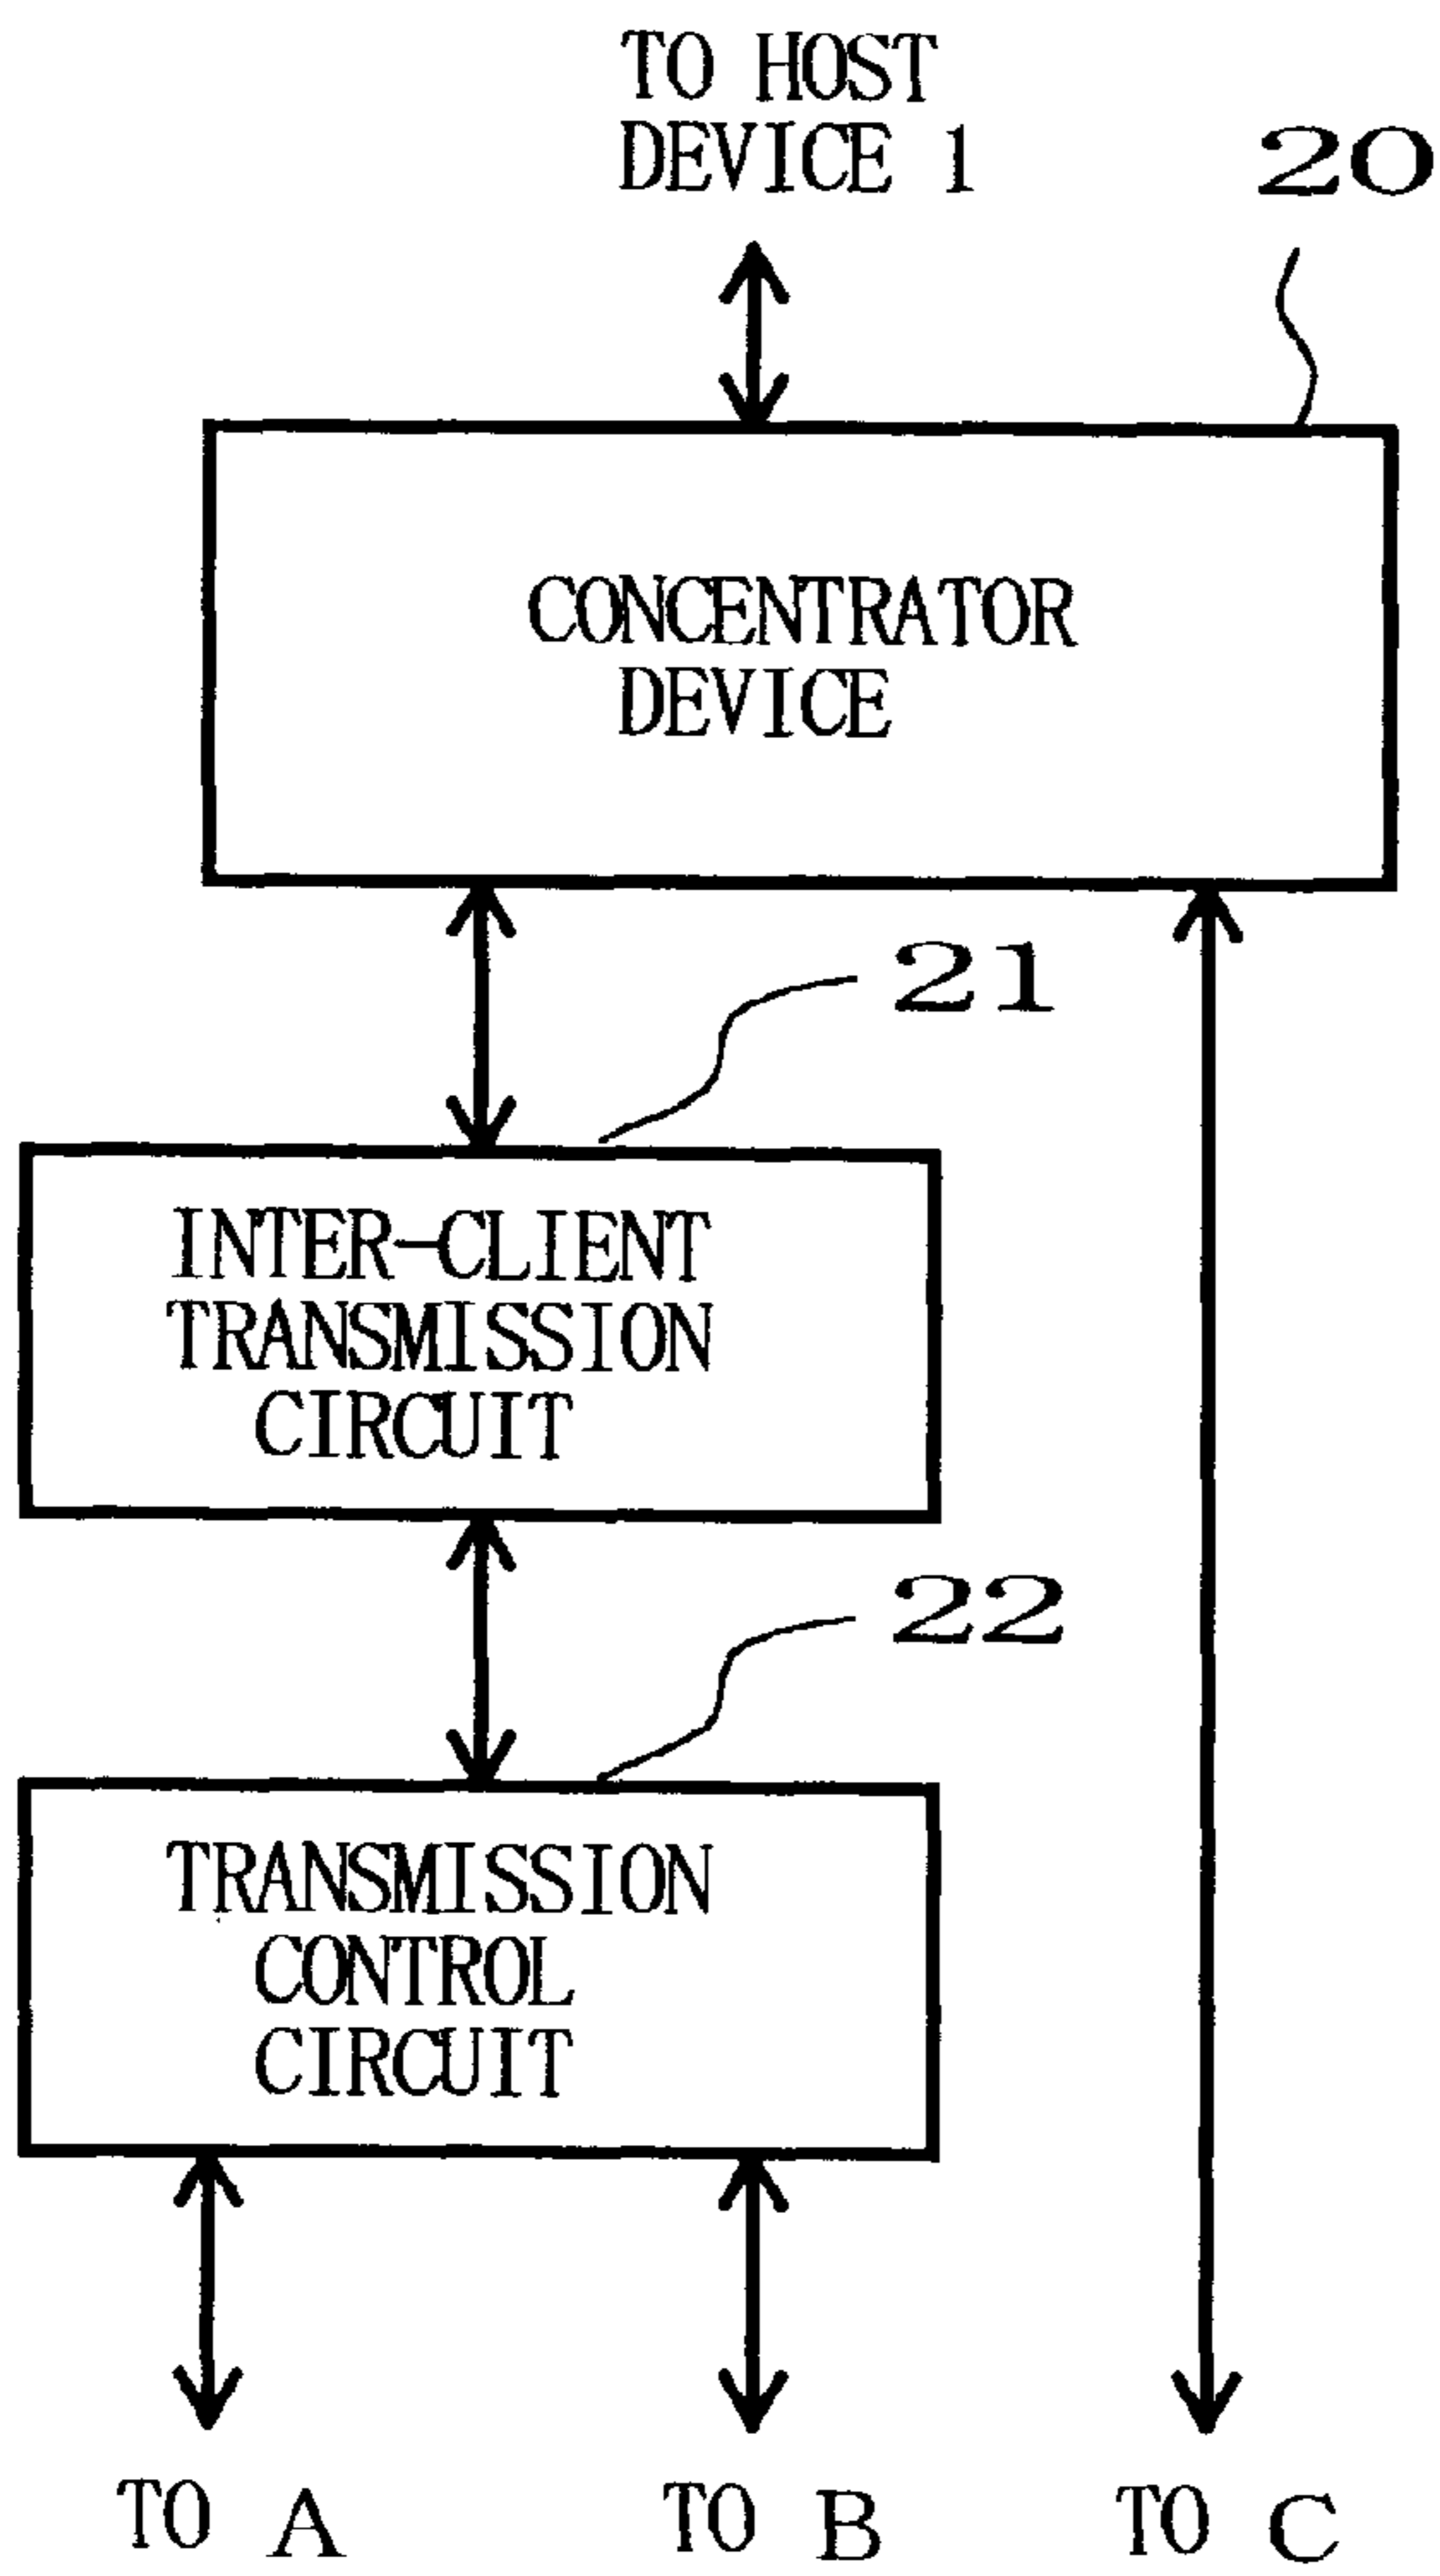 TO HOST
DEVICE 1
20
CONCENTRATOR
DEVICE
21
INTER-CLIENT
TRANSMISSION
CIRCUIT
22
TRANSMISSION
CONTROL
CIRCUIT
TO A
TO B
TO C